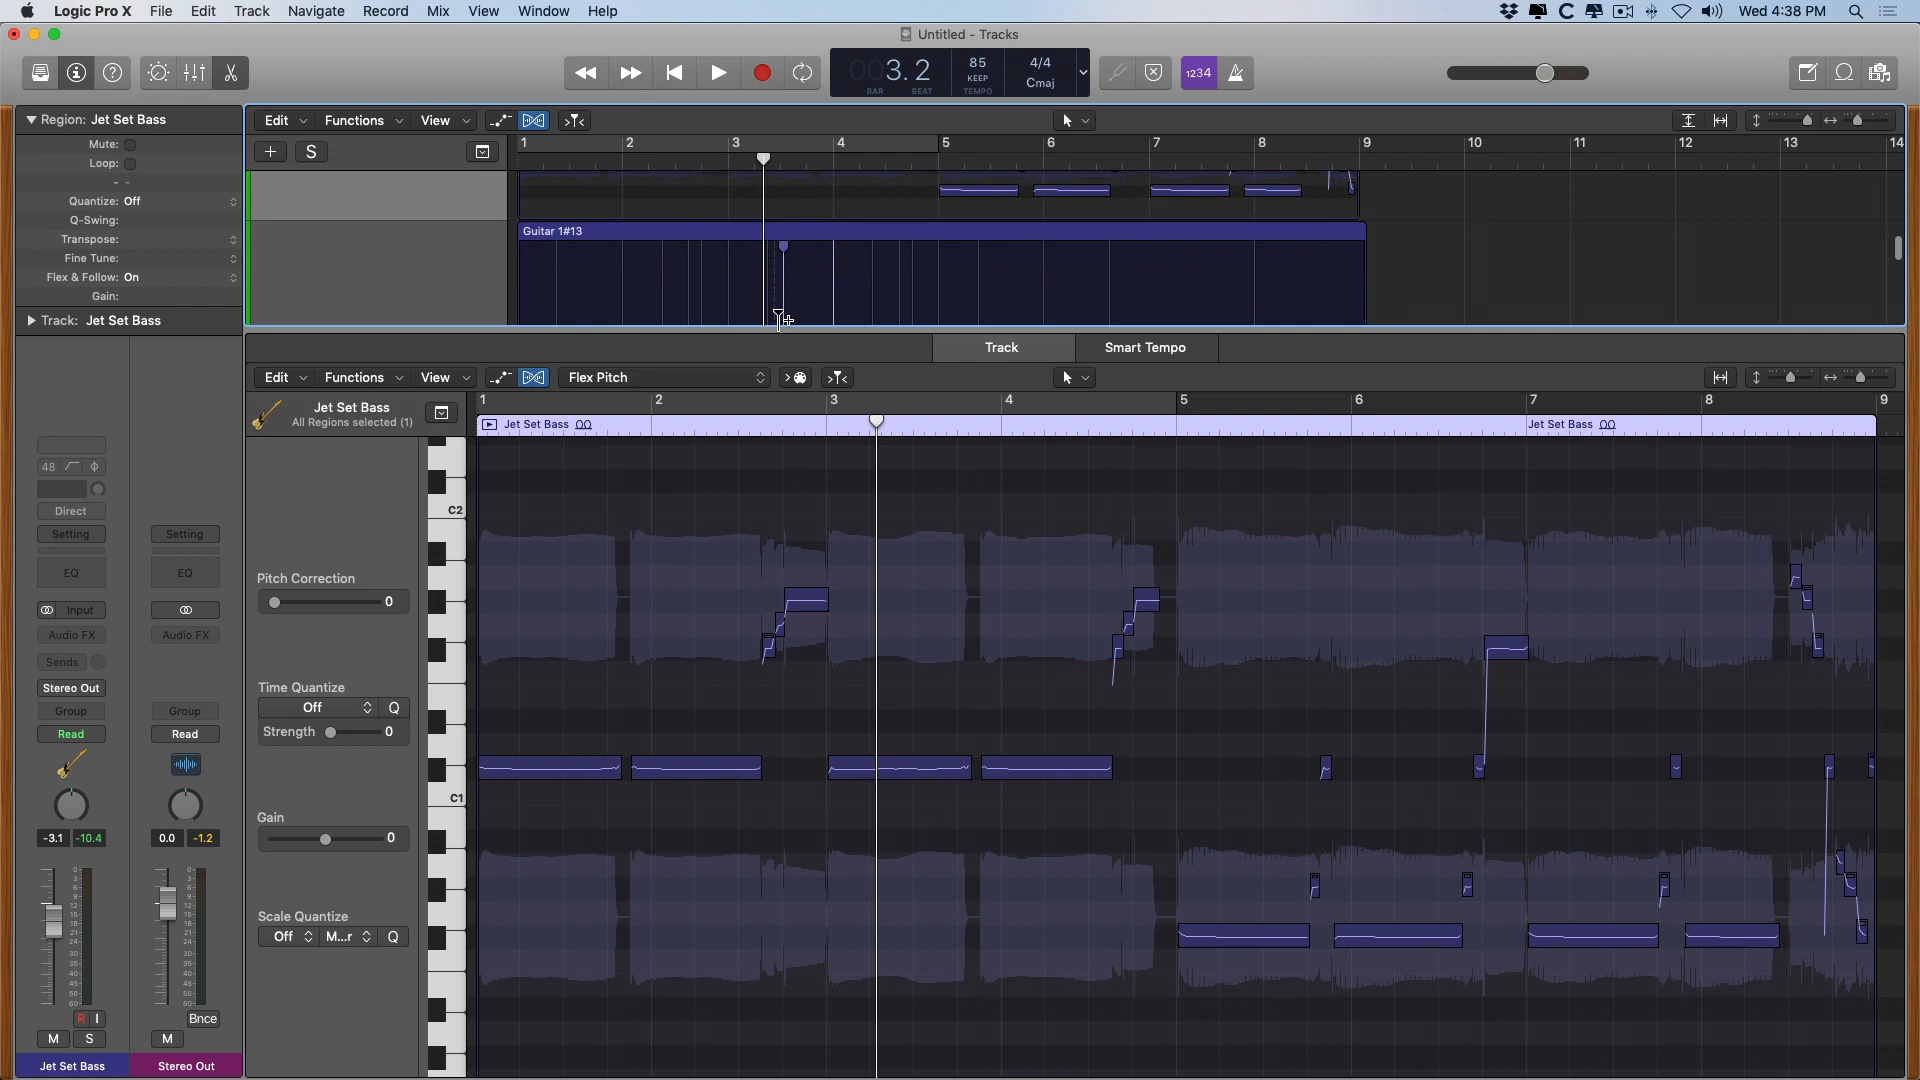 Logic Pro X File Edit Track Navigate Record Mix View Window Help Wed 4:38 PM
Untitled - Tracks
3. 2
BAR BEAT
85
KEEP
TEMPO
4/4
Cmaj
1234
Region: Jet Set Bass
Mute:
Loop:
Quantize: Off
Q-Swing:
Transpose:
Fine Tune:
Flex & Follow: On
Gain:
Track: Jet Set Bass
Edit Functions View
S
1 2 3 4 5 6 7 8 9 10 11 12 13 14
Guitar 1#13
Track Smart Tempo
Edit Functions View Flex Pitch
Jet Set Bass
All Regions selected (1)
1 2 3 4 5 6 7 8 9
Jet Set Bass Jet Set Bass
C2
C1
Pitch Correction
0
Time Quantize
Off Q
Strength 0
Gain
0
Scale Quantize
Off M...r Q
48
Direct
Setting Setting
EQ EQ
Input
Audio FX Audio FX
Sends
Stereo Out
Group Group
Read Read
-3.1 -10.4 0.0 -1.2
R I Bnce
M S M
Jet Set Bass Stereo Out